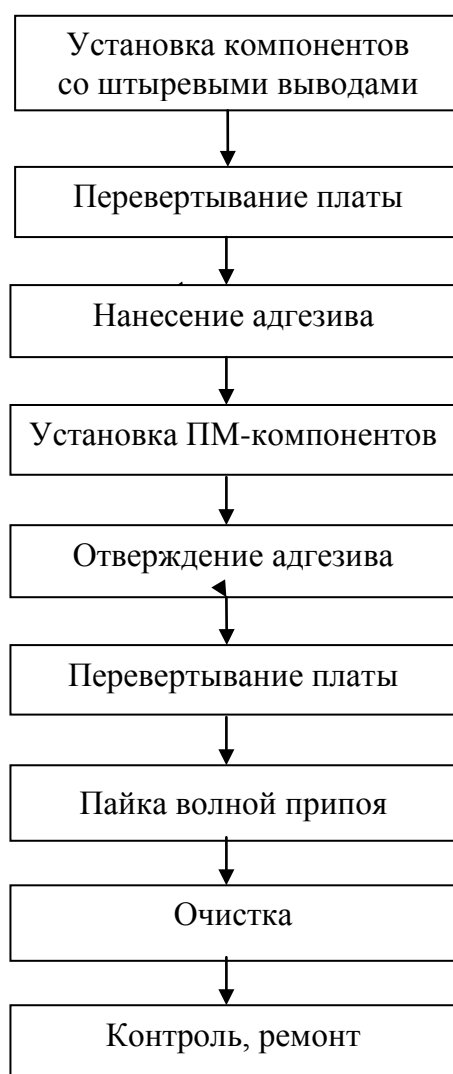 Установка компонентов
со штыревыми выводами
Перевертывание платы
Нанесение адгезива
Установка ПМ-компонентов
Отверждение адгезива
Перевертывание платы
Пайка волной припоя
Очистка
Контроль, ремонт